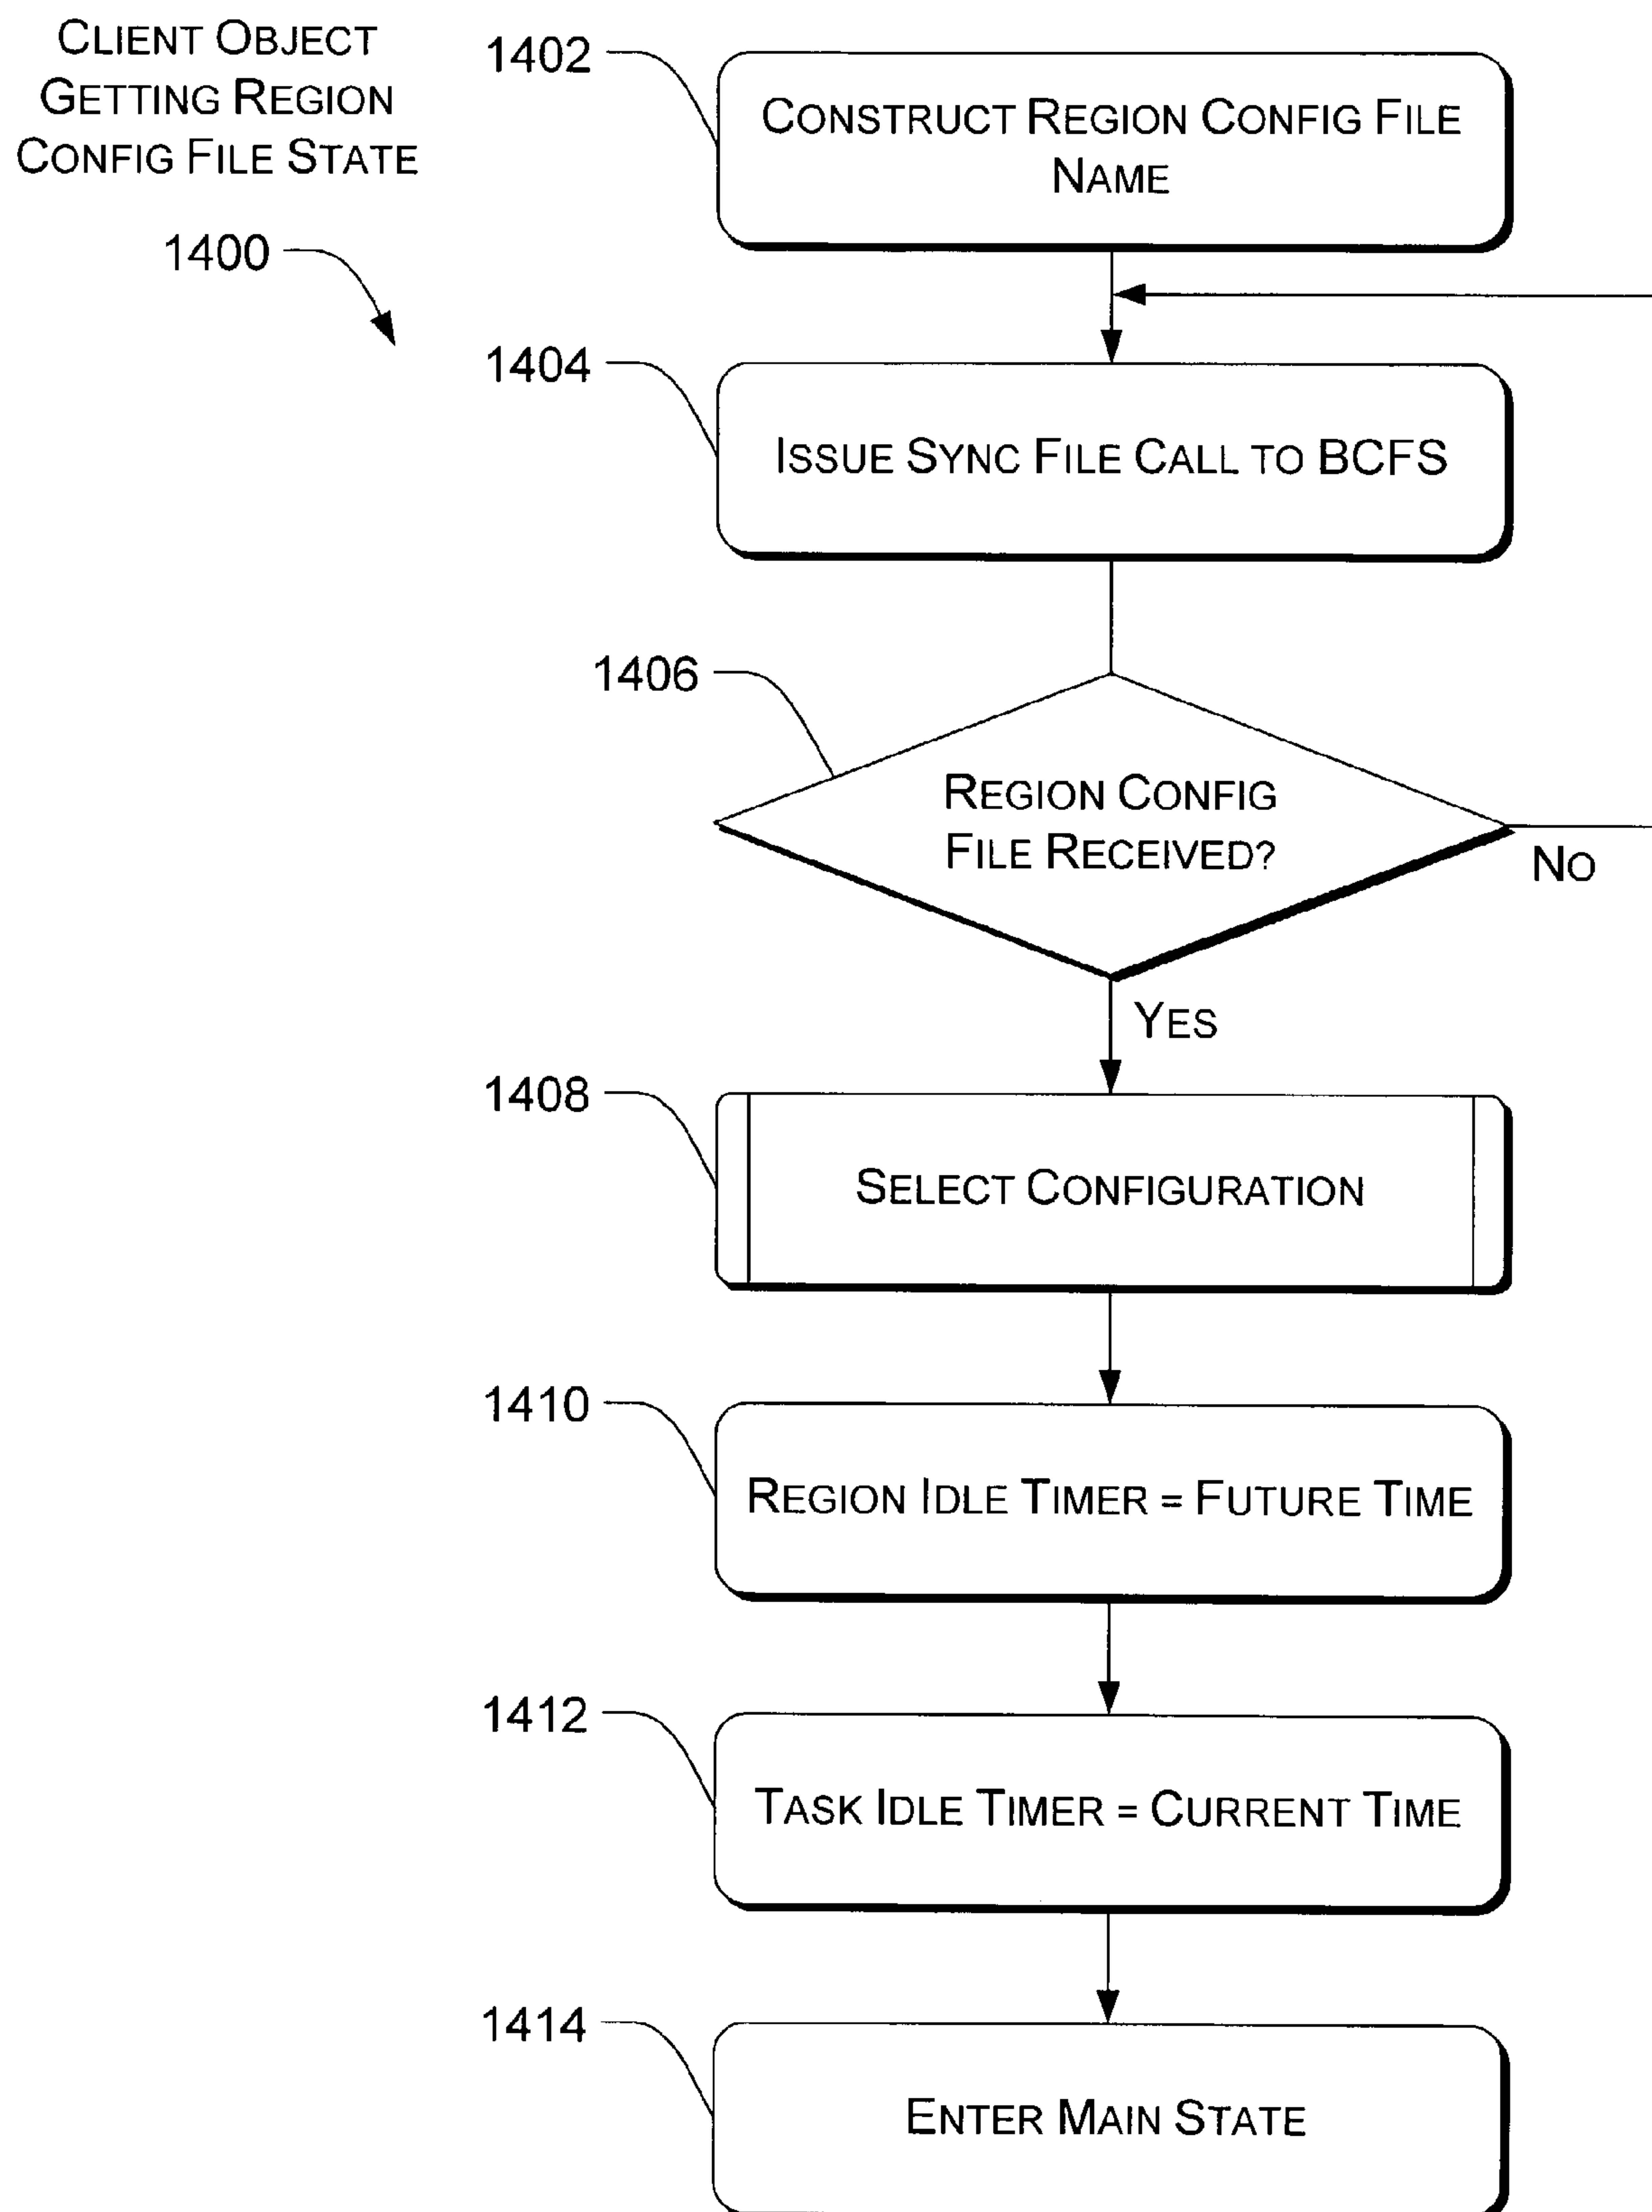 CLIENT OBJECT
GETTING REGION
CONFIG FILE STATE
1400
1402
CONSTRUCT REGION CONFIG FILE
NAME
1404
ISSUE SYNC FILE CALL TO BCFS
1406
REGION CONFIG
FILE RECEIVED?
NO
YES
1408
SELECT CONFIGURATION
1410
REGION IDLE TIMER = FUTURE TIME
1412
TASK IDLE TIMER = CURRENT TIME
1414
ENTER MAIN STATE